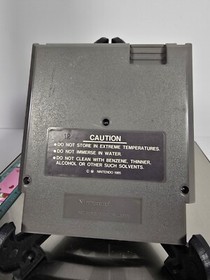 CAUTION
●DO NOT STORE IN EXTREME TEMPERATURES.
●DO NOT IMMERSE IN WATER
●DO NOT CLEAN WITH BENZENE, THINNER,
ALCOHOL OR OTHER SUCH SOLVENTS.
NINTENDO 1985